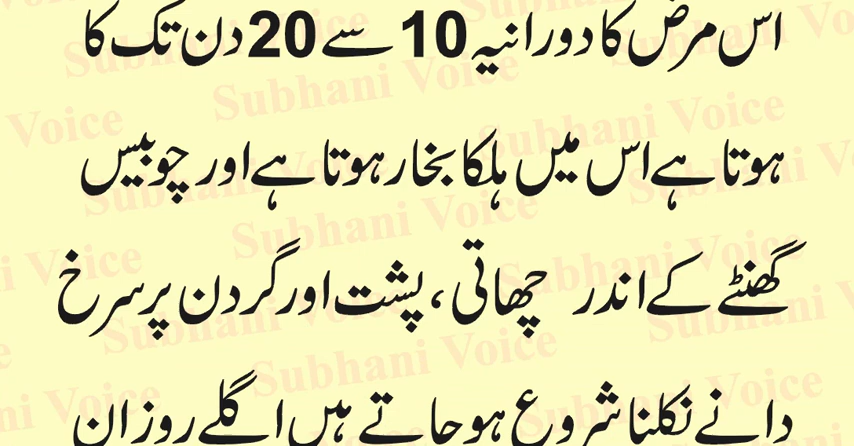 اس مرض کا دورانیہ 10 سے 20 دن تک کا
ہوتا ہے اس میں ہلکا بخار ہوتا ہے اور چوبیس
گھنٹے کے اندر چھاتی، پشت اور گردن پر سرخ
دانے نکلنا شروع ہو جاتے ہیں اگلے روز ان
Subhani Voice